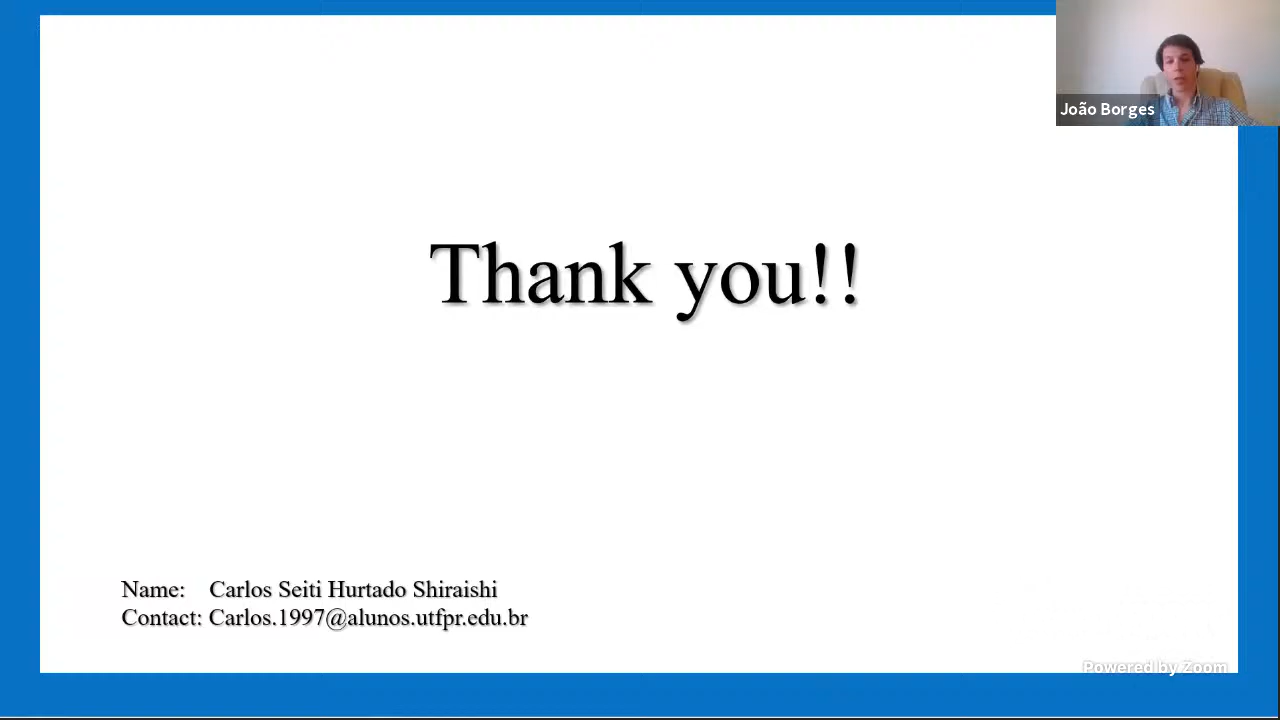 João Borges
Thank you!!
Name: Carlos Seiti Hurtado Shiraishi
Contact: Carlos.1997@alunos.utfpr.edu.br
Powered by Zoom